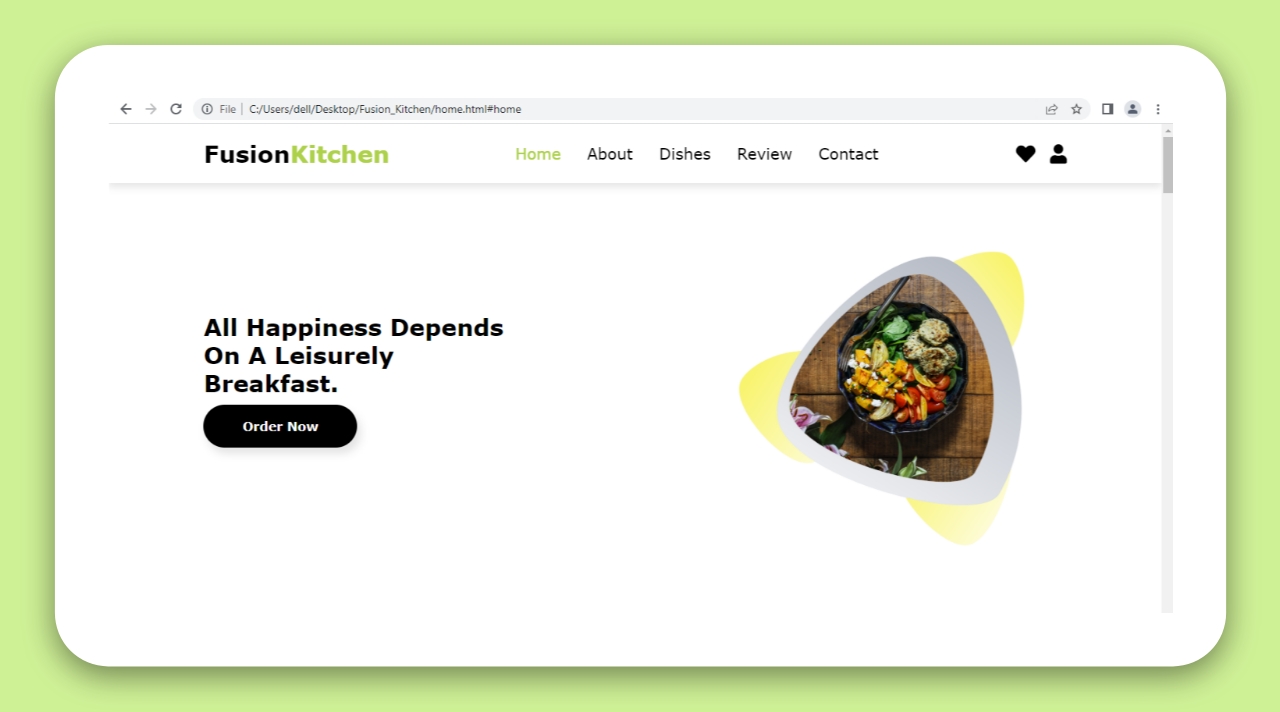 File | C:/Users/dell/Desktop/Fusion_Kitchen/home.html#home
FusionKitchen Home About Dishes Review Contact
All Happiness Depends
On A Leisurely
Breakfast.
Order Now